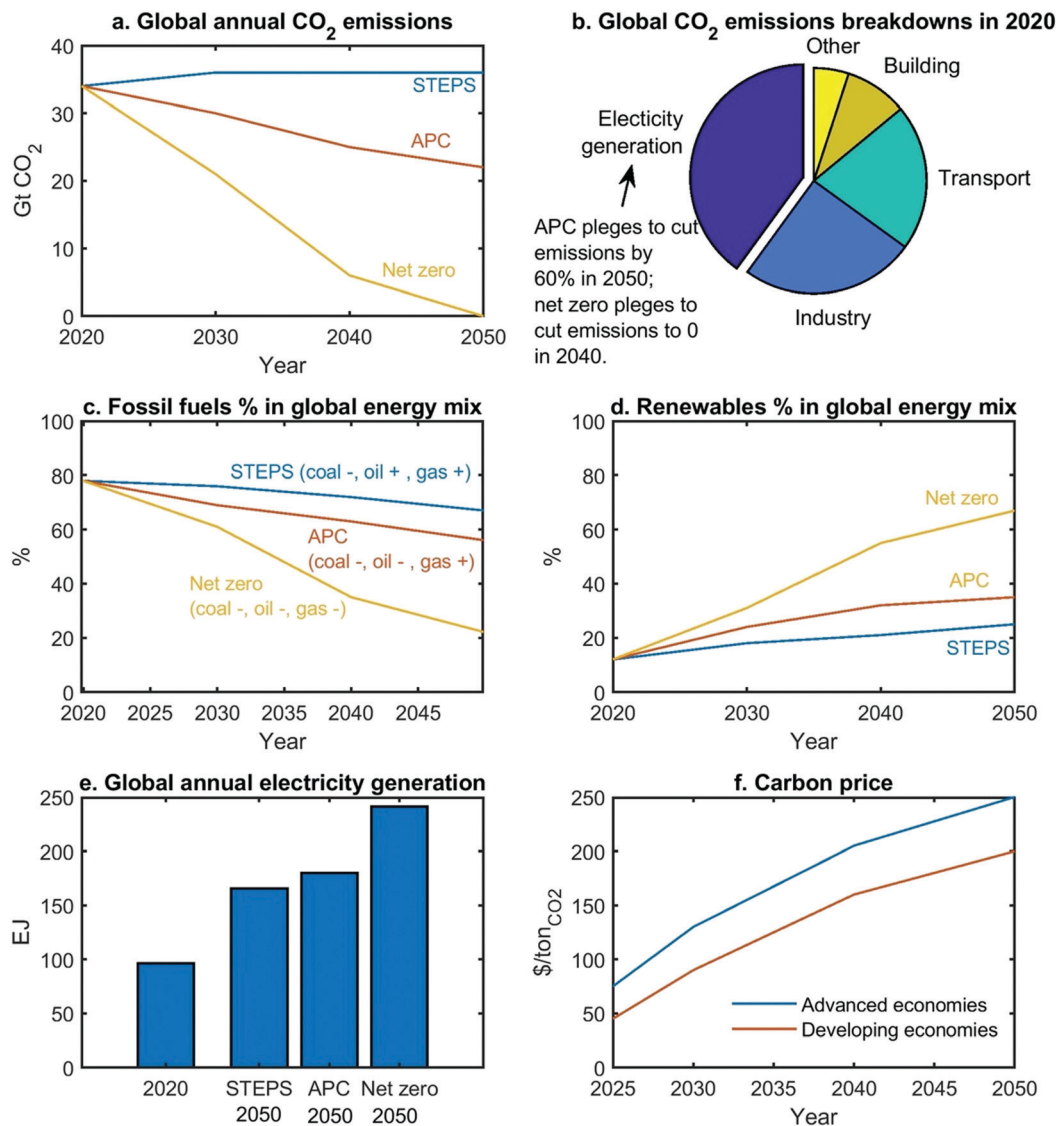 a. Global annual CO2 emissions
40
30
20
10
0
Gt CO2
STEPS
APC
Net zero
2020
2030
2040
2050
Year
b. Global CO2 emissions breakdowns in 2020
Other
Building
Transport
Industry
Electicity
generation
APC pleges to cut
emissions by
60% in 2050;
net zero pleges to
cut emissions to 0
in 2040.
c. Fossil fuels % in global energy mix
100
80
60
40
20
0
%
STEPS (coal -, oil + , gas +)
APC
(coal -, oil - , gas +)
Net zero
(coal -, oil -, gas -)
2020
2025
2030
2035
2040
2045
Year
d. Renewables % in global energy mix
100
80
60
40
20
0
%
Net zero
APC
STEPS
2020
2030
2040
2050
Year
e. Global annual electricity generation
250
200
150
100
50
0
EJ
2020
STEPS
2050
APC
2050
Net zero
2050
f. Carbon price
250
200
150
100
50
0
$/tonCO2
Advanced economies
Developing economies
2025
2030
2035
2040
2045
2050
Year